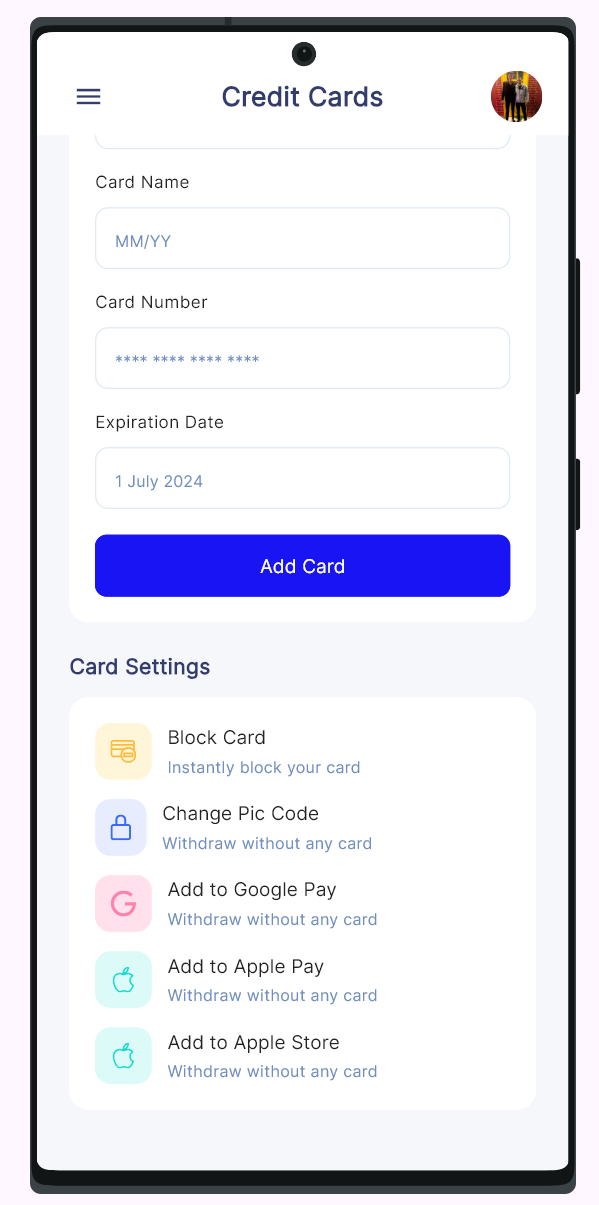 Credit Cards
Card Name
MM/YY
Card Number
**** **** **** ****
Expiration Date
1 July 2024
Add Card
Card Settings
Block Card
Instantly block your card
Change Pic Code
Withdraw without any card
Add to Google Pay
Withdraw without any card
Add to Apple Pay
Withdraw without any card
Add to Apple Store
Withdraw without any card